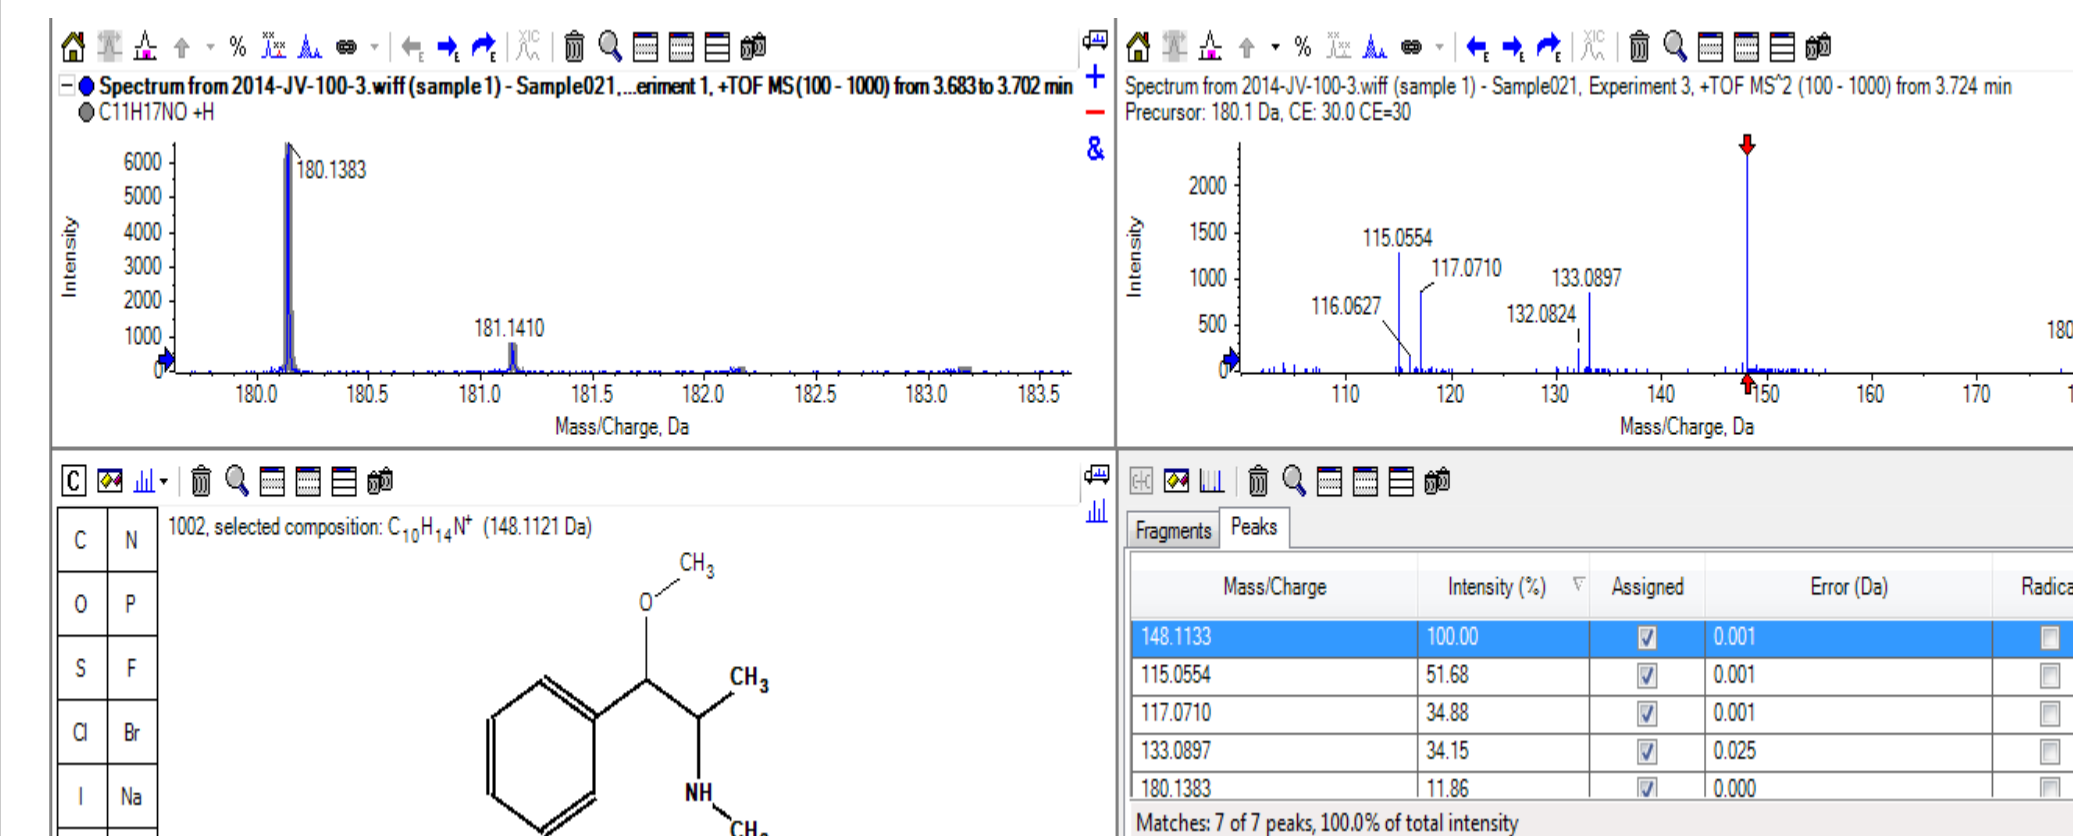 Spectrum from 2014-JV-100-3.wiff (sample 1) - Sample021,...eriment 1, +TOF MS (100 - 1000) from 3.683 to 3.702 min
C11H17NO +H
6000
5000
4000
3000
2000
1000
0
Intensity
180.1383
181.1410
180.0 180.5 181.0 181.5 182.0 182.5 183.0 183.5
Mass/Charge, Da
Spectrum from 2014-JV-100-3.wiff (sample 1) - Sample021, Experiment 3, +TOF MS^2 (100 - 1000) from 3.724 min
Precursor: 180.1 Da, CE: 30.0 CE=30
2000
1500
1000
500
0
Intensity
115.0554
117.0710
116.0627
133.0897
132.0824
180
110 120 130 140 150 160 170 1
Mass/Charge, Da
C N
O P
S F
Cl Br
I Na
1002, selected composition: C10H14N+ (148.1121 Da)
CH3
O
CH3
NH
CH3
Fragments Peaks
Mass/Charge Intensity (%) Assigned Error (Da) Radica
148.1133 100.00 0.001
115.0554 51.68 0.001
117.0710 34.88 0.001
133.0897 34.15 0.025
180.1383 11.86 0.000
Matches: 7 of 7 peaks, 100.0% of total intensity